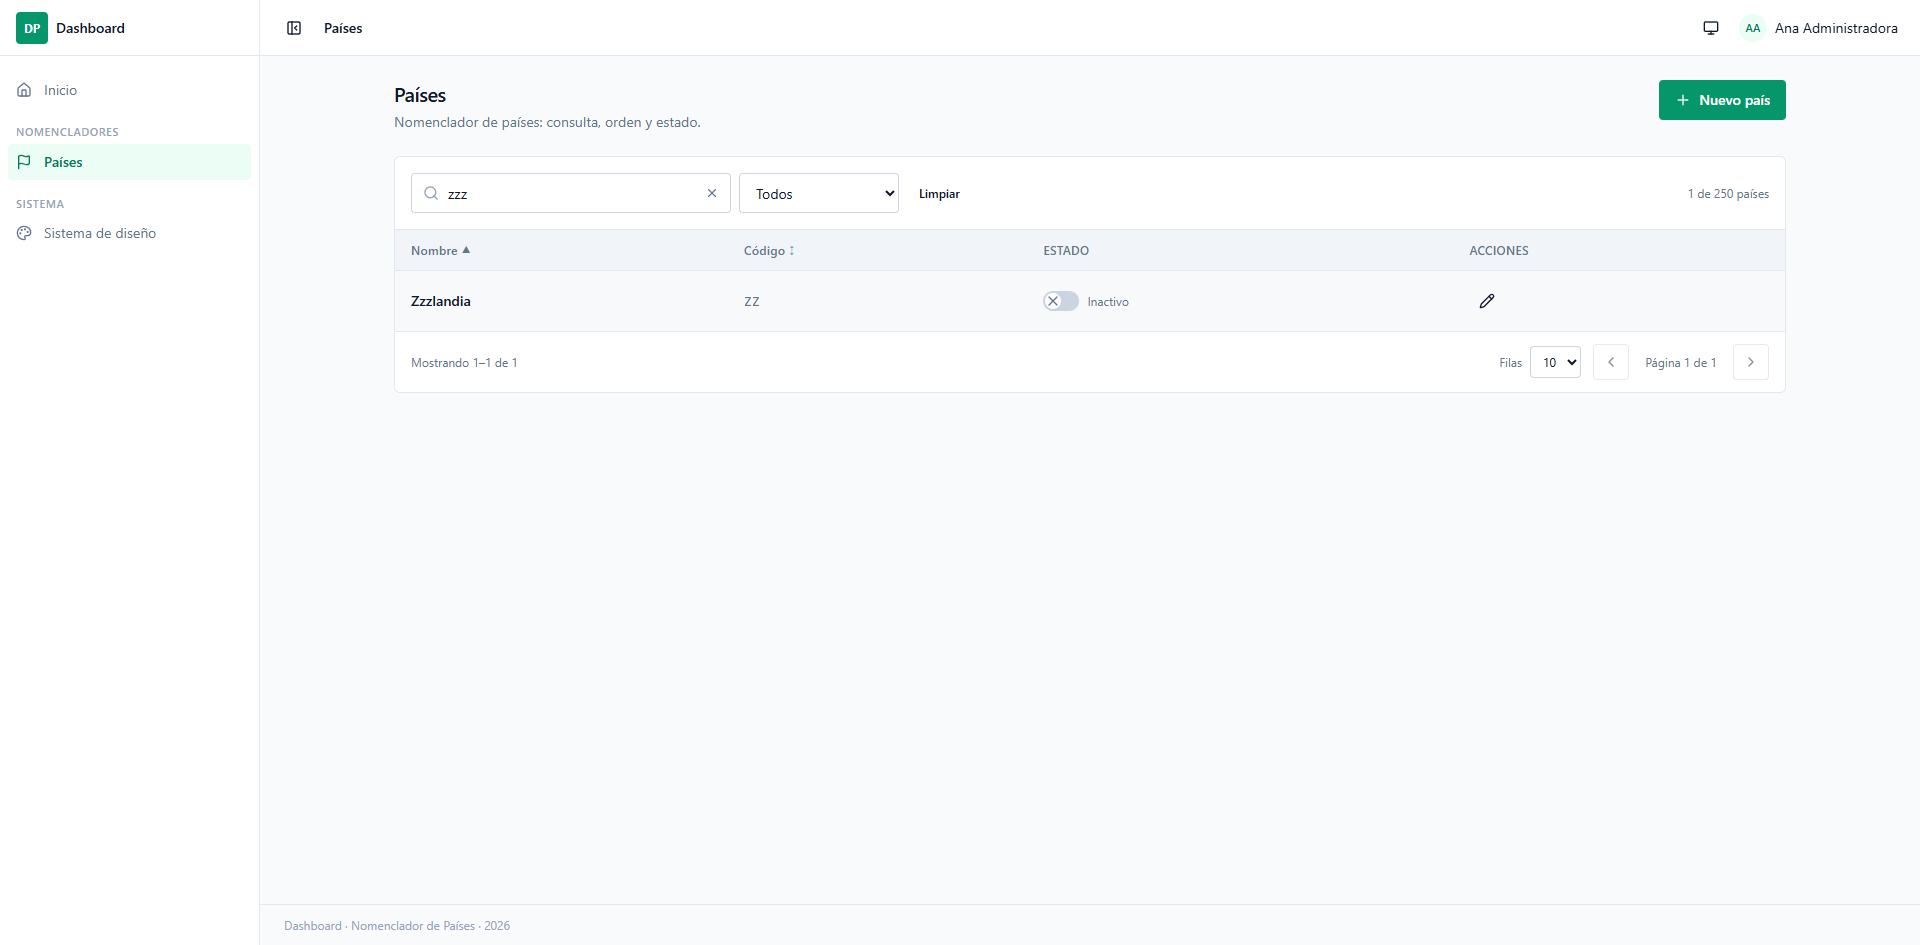 DP Dashboard
Países
AA Ana Administradora
Inicio
NOMENCLADORES
Países
SISTEMA
Sistema de diseño
Países
Nomenclador de países: consulta, orden y estado.
Nuevo país
zzz
Todos
Limpiar
1 de 250 países
Nombre Código ESTADO ACCIONES
Zzzlandia ZZ Inactivo
Mostrando 1–1 de 1
Filas 10 Página 1 de 1
Dashboard · Nomenclador de Países · 2026